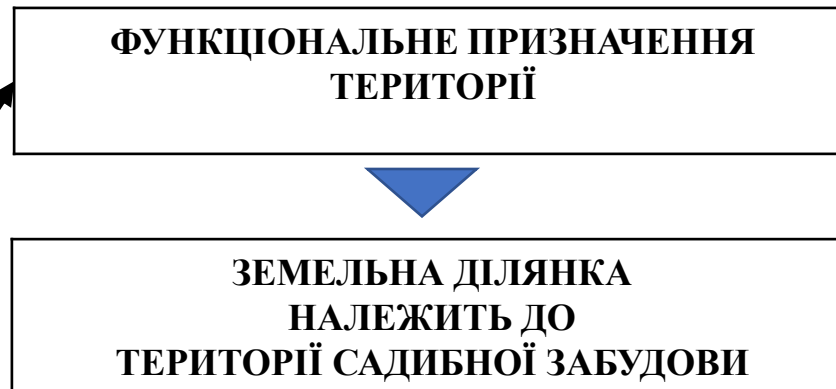 ФУНКЦІОНАЛЬНЕ ПРИЗНАЧЕННЯ
ТЕРИТОРІЇ
ЗЕМЕЛЬНА ДІЛЯНКА
НАЛЕЖИТЬ ДО
ТЕРИТОРІЇ САДИБНОЇ ЗАБУДОВИ